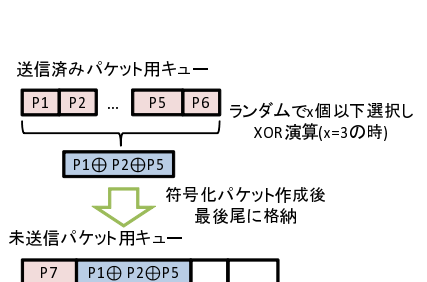 送信済みパケット用キュー
P1 P2 ... P5 P6
ランダムでx個以下選択し
XOR演算(x=3の時)
P1⊕ P2⊕P5
符号化パケット作成後
最後尾に格納
未送信パケット用キュー
P7 P1⊕ P2⊕P5